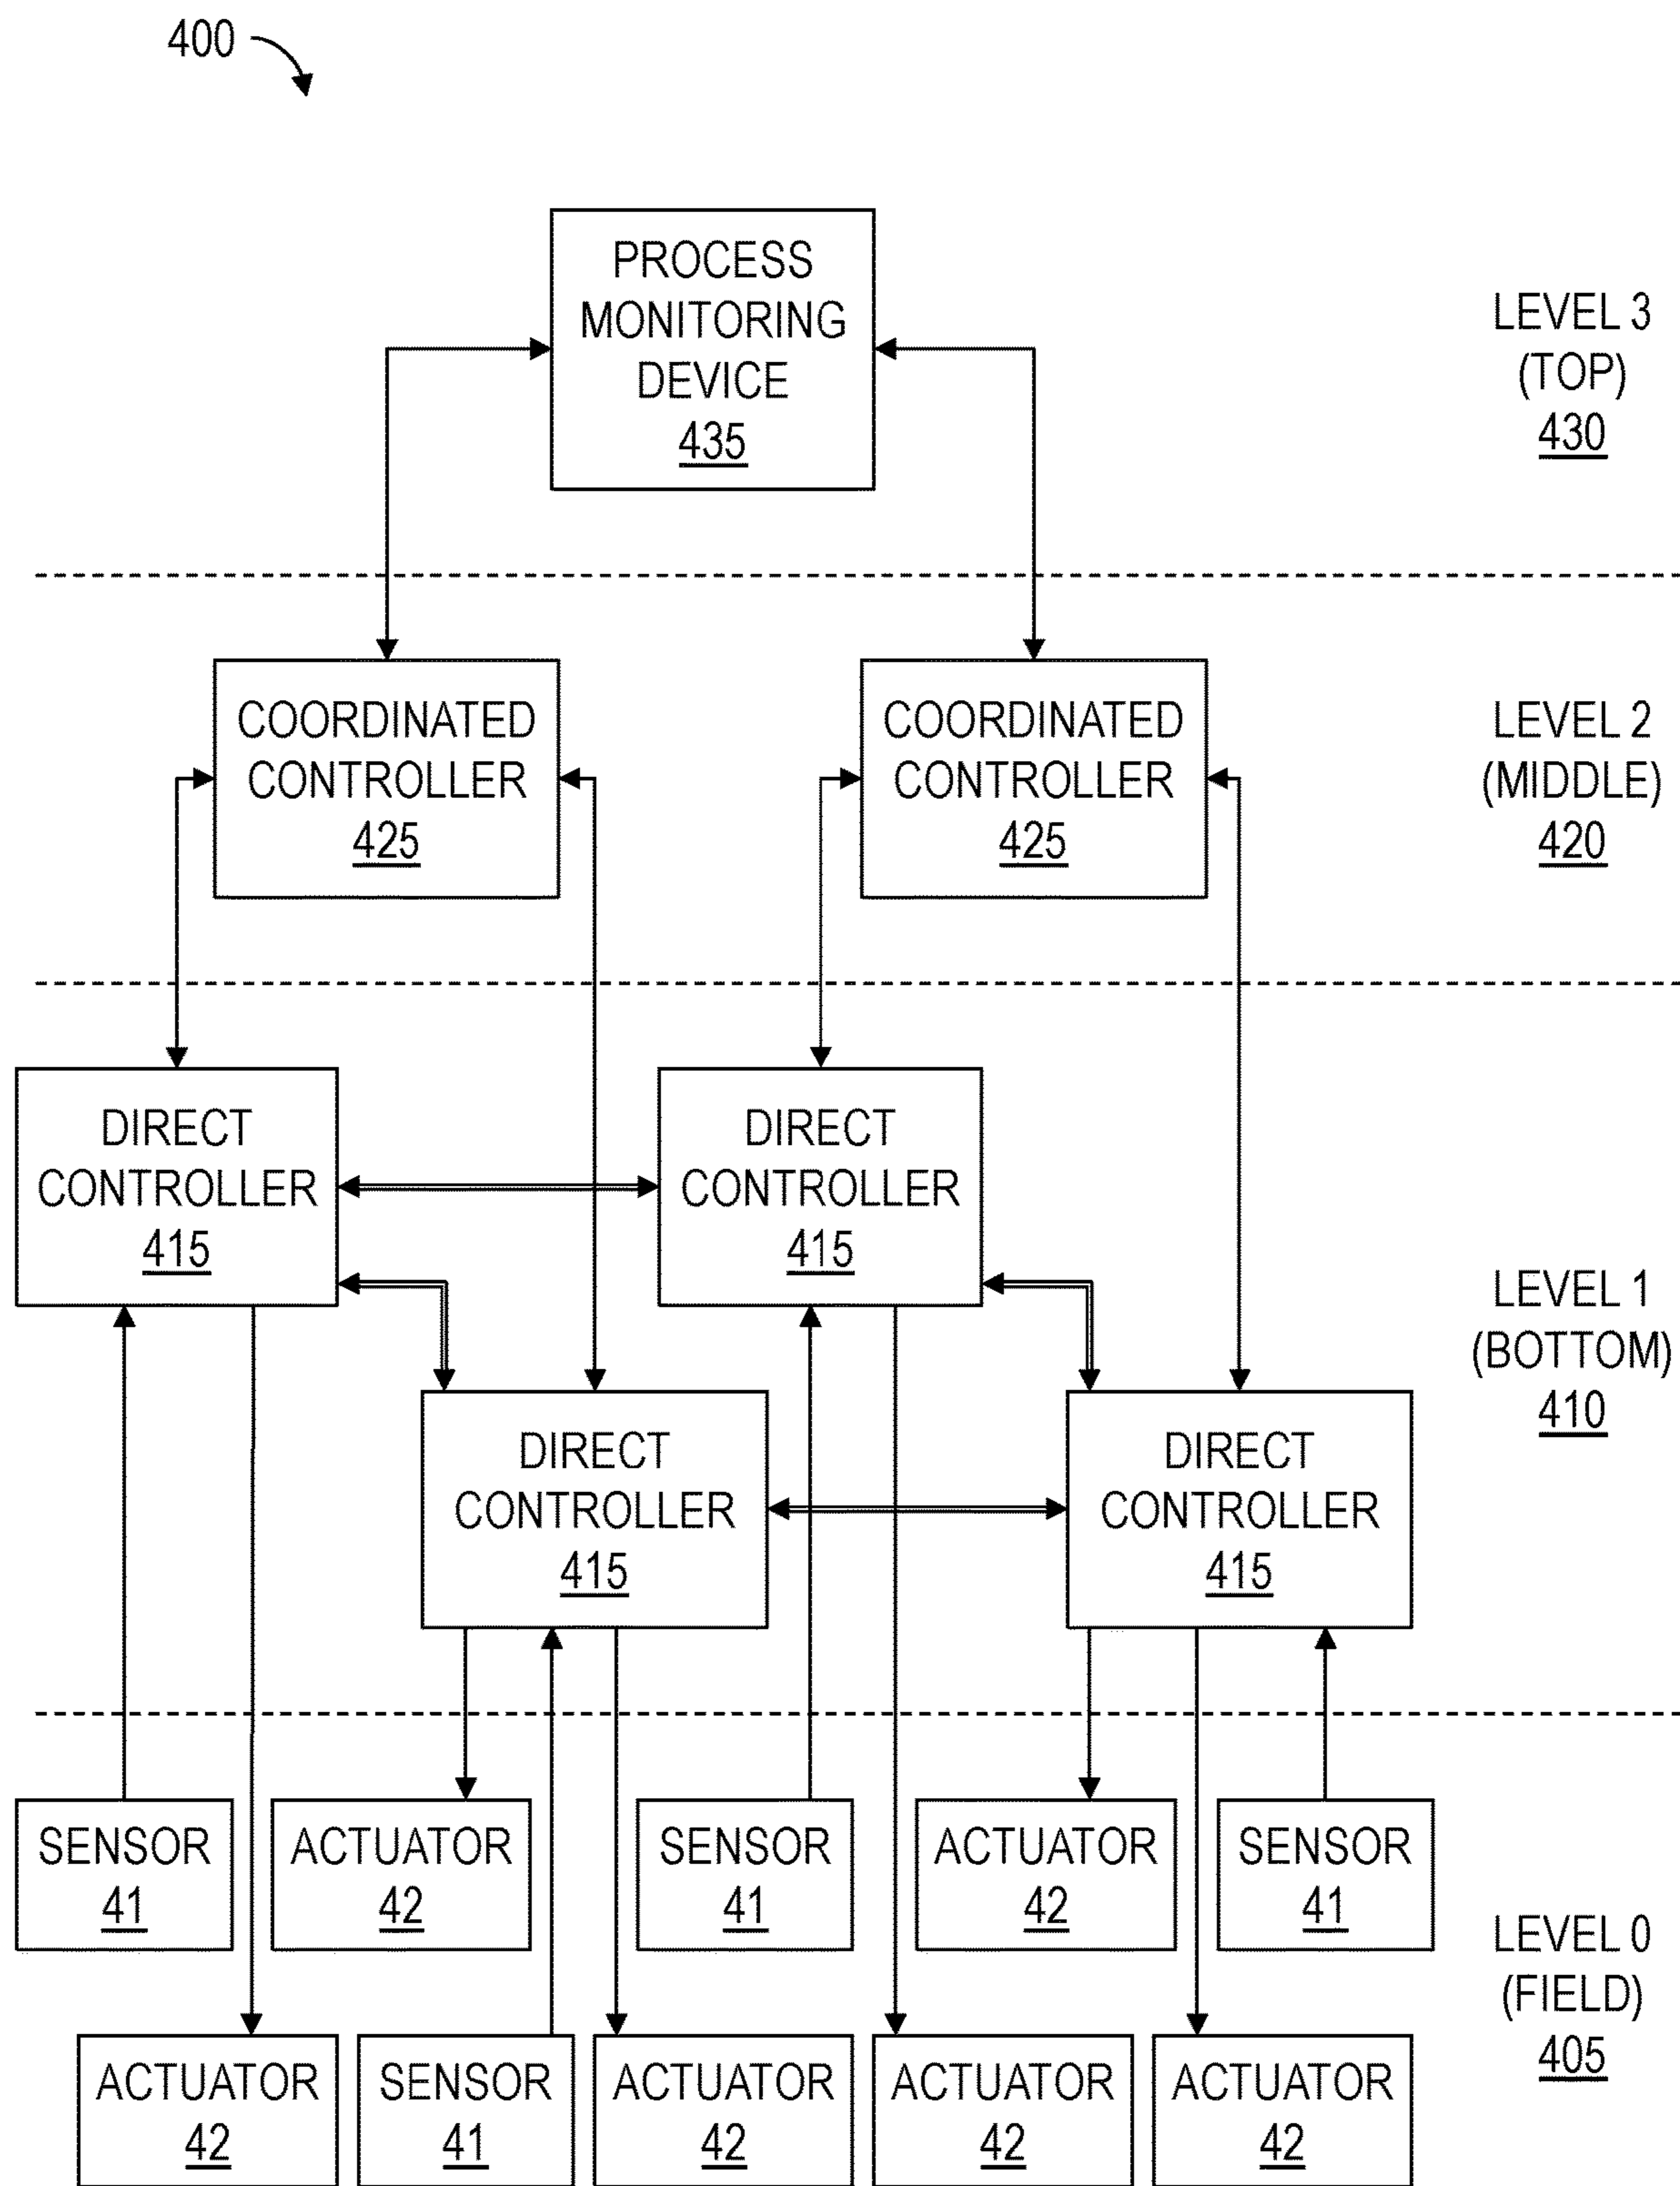 400
PROCESS
MONITORING
DEVICE
435
LEVEL 3
(TOP)
430
COORDINATED
CONTROLLER
425
COORDINATED
CONTROLLER
425
LEVEL 2
(MIDDLE)
420
DIRECT
CONTROLLER
415
DIRECT
CONTROLLER
415
DIRECT
CONTROLLER
415
DIRECT
CONTROLLER
415
LEVEL 1
(BOTTOM)
410
SENSOR
41
ACTUATOR
42
SENSOR
41
ACTUATOR
42
SENSOR
41
ACTUATOR
42
SENSOR
41
ACTUATOR
42
ACTUATOR
42
ACTUATOR
42
LEVEL 0
(FIELD)
405